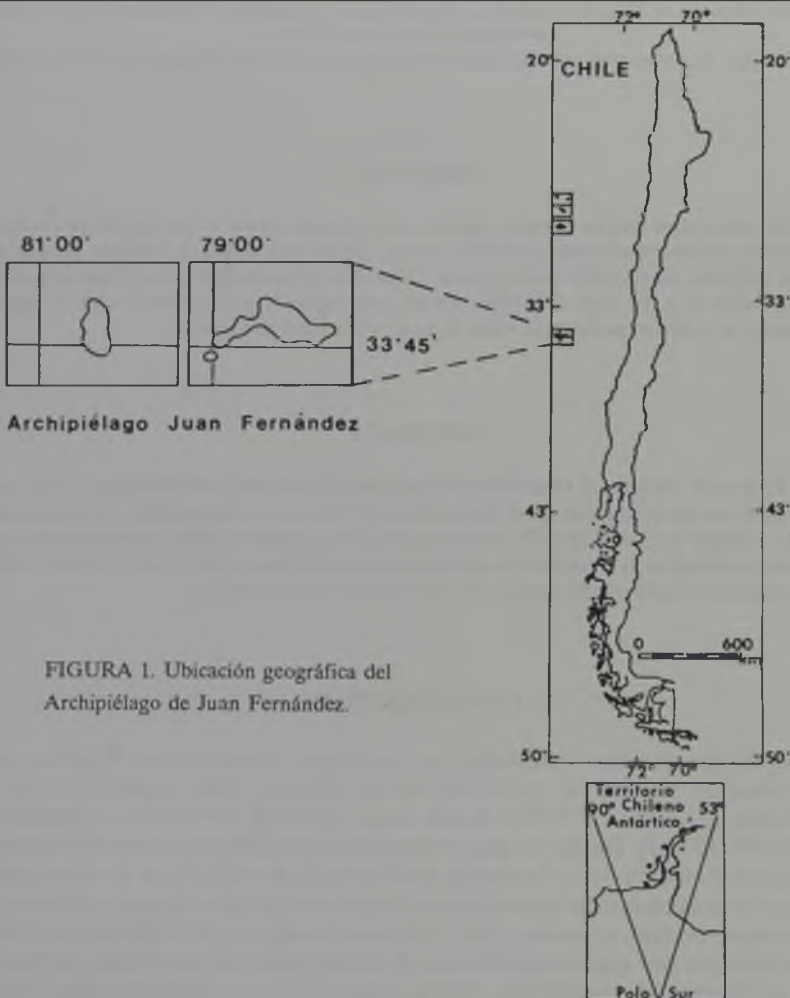 72° 70°
20° CHILE 20°
81°00' 79°00'
33° 33°
33°45'
Archipiélago Juan Fernández
43° 43°
0 600
Km
FIGURA 1. Ubicación geográfica del
Archipiélago de Juan Fernández.
50° 50°
72° 70°
Territorio
90° Chileno 53°
Antártico
Polo Sur